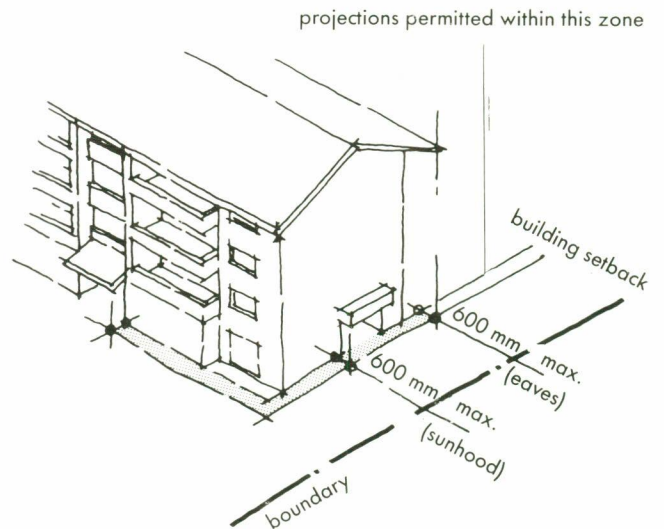 projections permitted within this zone
building setback
600 mm max.
(eaves)
600 mm max.
(sunhood)
boundary